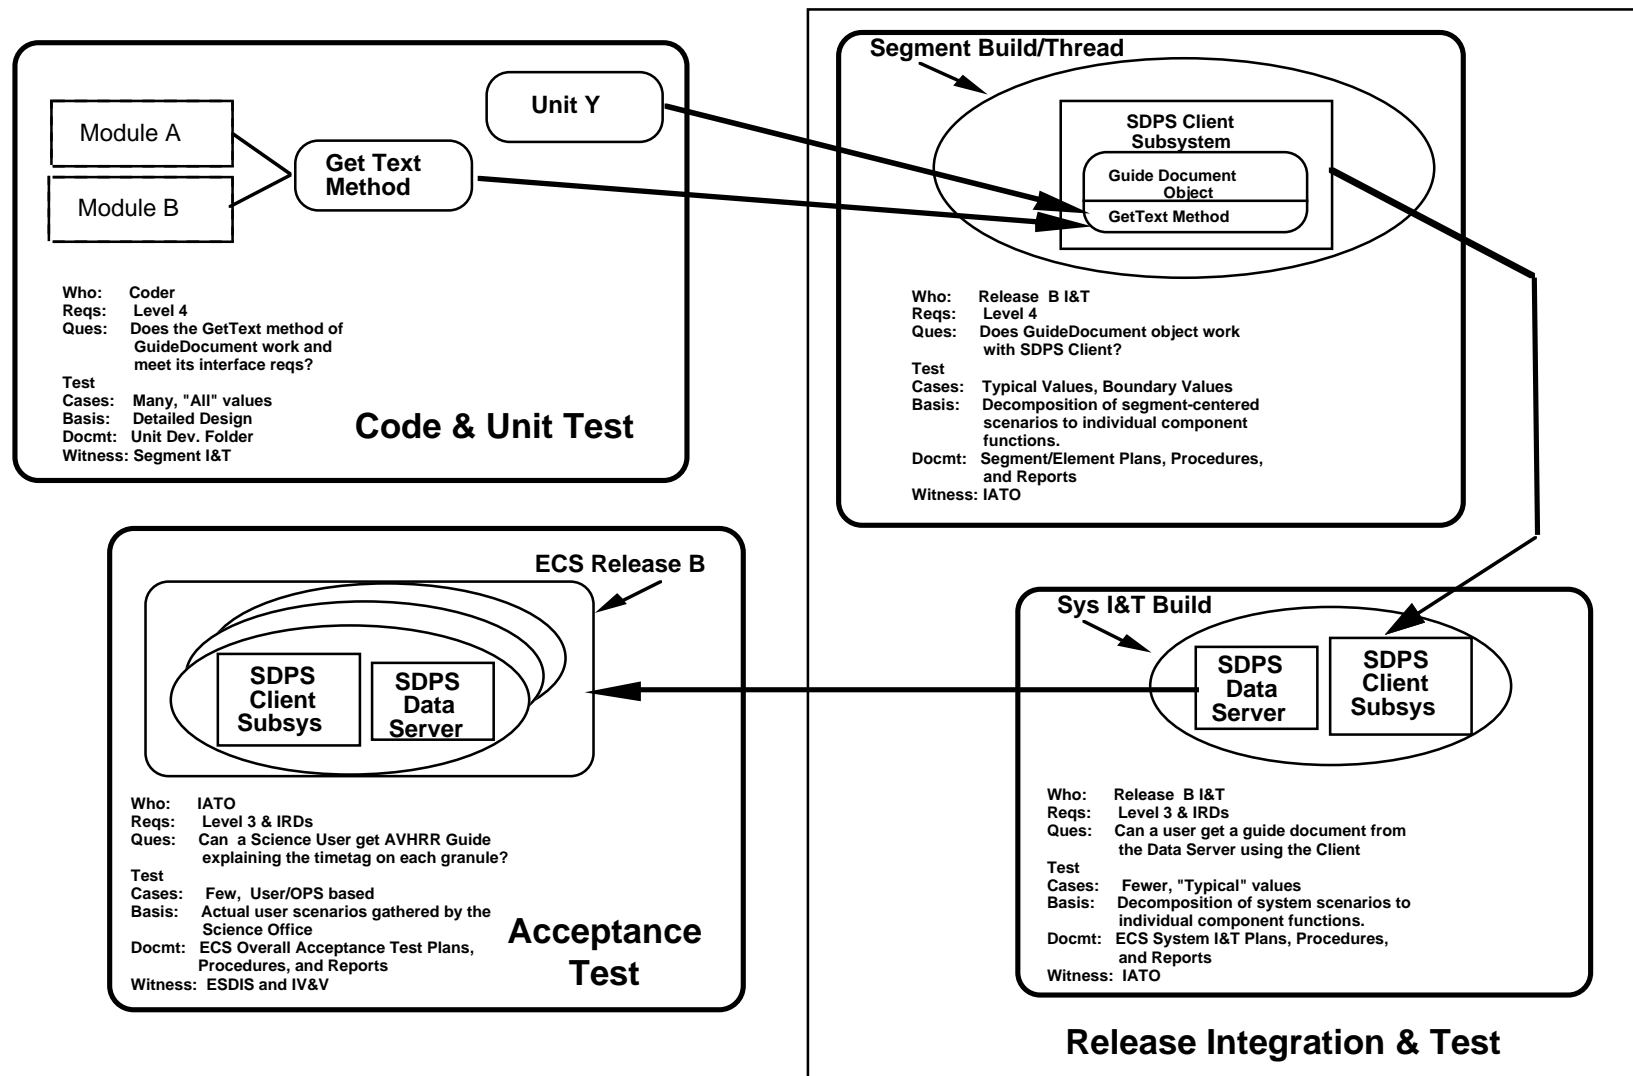 Module A
Module B
Get Text
Method
Unit Y
Who: Coder
Reqs: Level 4
Ques: Does the GetText method of
GuideDocument work and
meet its interface reqs?
Test
Cases: Many, "All" values
Basis: Detailed Design
Docmt: Unit Dev. Folder
Witness: Segment I&T
Code & Unit Test
Segment Build/Thread
SDPS Client
Subsystem
Guide Document
Object
GetText Method
Who: Release B I&T
Reqs: Level 4
Ques: Does GuideDocument object work
with SDPS Client?
Test
Cases: Typical Values, Boundary Values
Basis: Decomposition of segment-centered
scenarios to individual component
functions.
Docmt: Segment/Element Plans, Procedures,
and Reports
Witness: IATO
ECS Release B
SDPS
Client
Subsys
SDPS
Data
Server
Who: IATO
Reqs: Level 3 & IRDs
Ques: Can a Science User get AVHRR Guide
explaining the timetag on each granule?
Test
Cases: Few, User/OPS based
Basis: Actual user scenarios gathered by the
Science Office
Docmt: ECS Overall Acceptance Test Plans,
Procedures, and Reports
Witness: ESDIS and IV&V
Acceptance
Test
Sys I&T Build
SDPS
Data
Server
SDPS
Client
Subsys
Who: Release B I&T
Reqs: Level 3 & IRDs
Ques: Can a user get a guide document from
the Data Server using the Client
Test
Cases: Fewer, "Typical" values
Basis: Decomposition of system scenarios to
individual component functions.
Docmt: ECS System I&T Plans, Procedures,
and Reports
Witness: IATO
Release Integration & Test